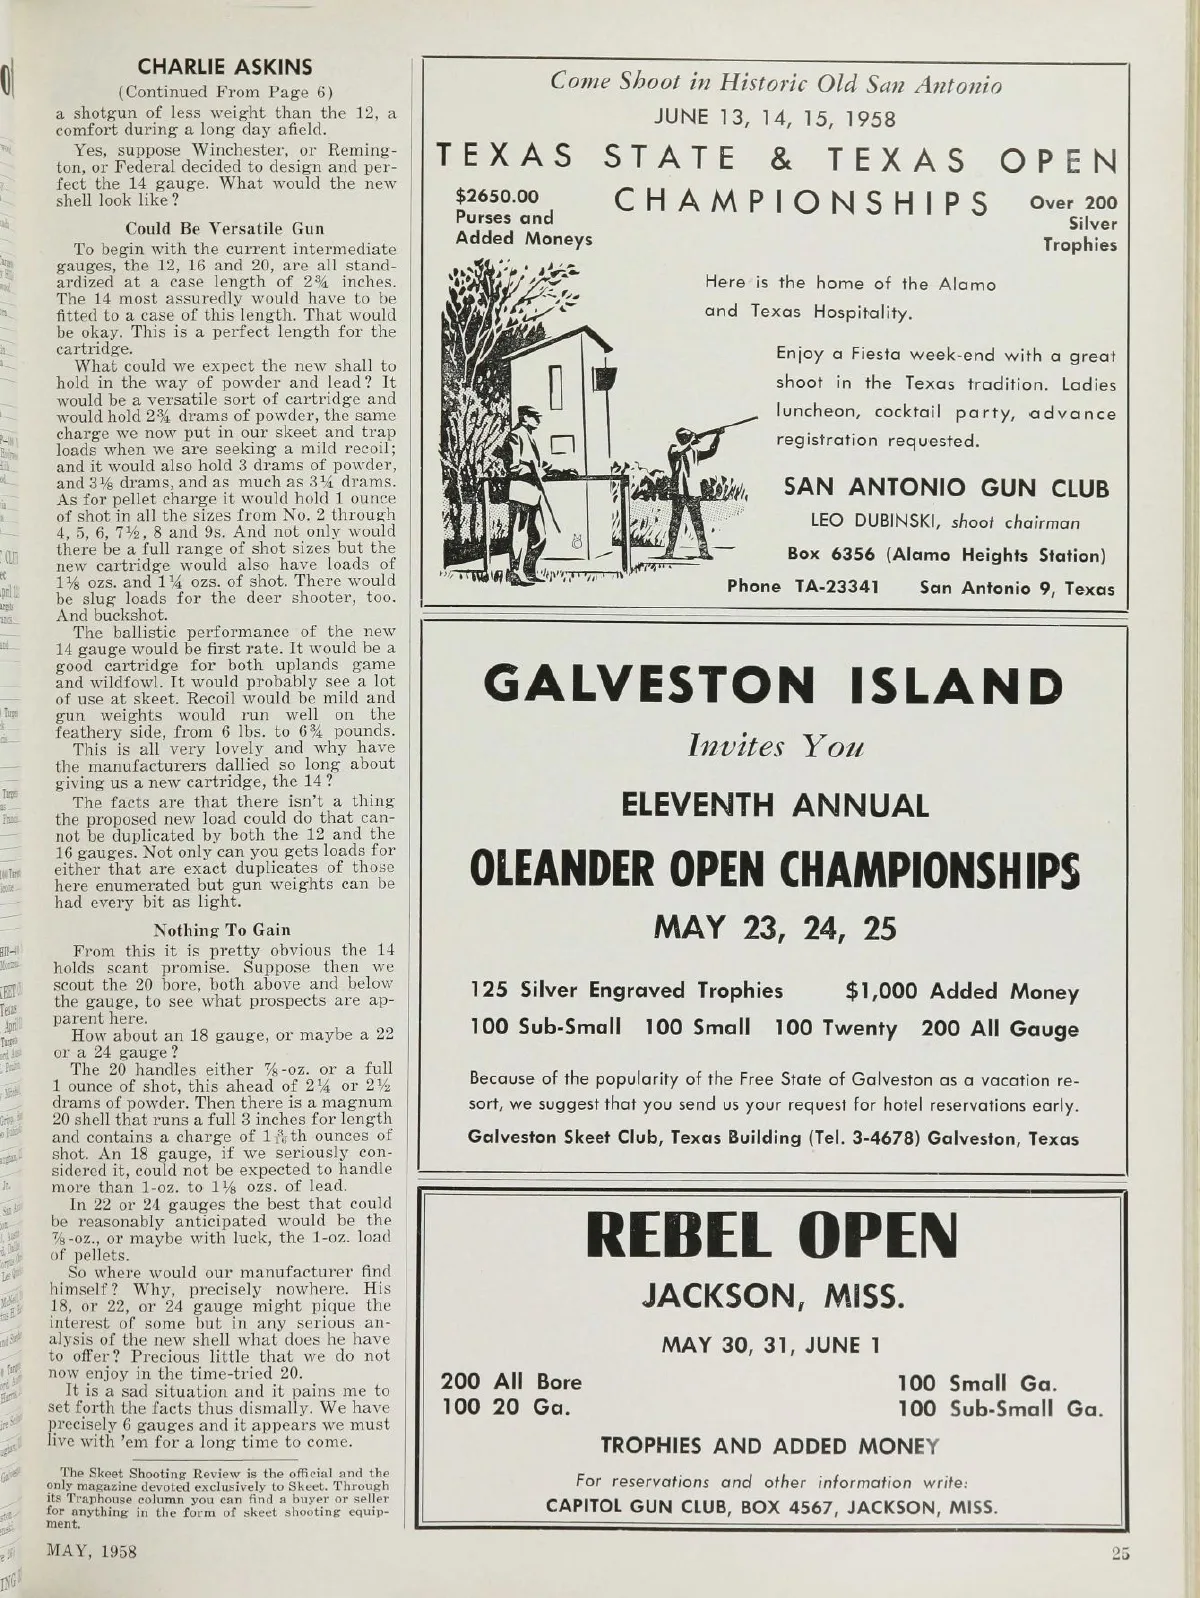 CHARLIE ASKINS
(Continued From Page 6)
a shotgun of less weight than the 12, a
comfort during a long day afield.
Yes, suppose Winchester, or Reming-
ton, or Federal decided to design and per-
fect the 14 gauge. What would the new
shell look like?
Could Be Versatile Gun
To begin with the current intermediate
gauges, the 12, 16 and 20, are all stand-
ardized at a case length of 2¾ inches.
The 14 most assuredly would have to be
fitted to a case of this length. That would
be okay. This is a perfect length for the
cartridge.
What could we expect the new shall to
hold in the way of powder and lead? It
would be a versatile sort of cartridge and
would hold 2¾ drams of powder, the same
charge we now put in our skeet and trap
loads when we are seeking a mild recoil;
and it would also hold 3 drams of powder,
and 3⅛ drams, and as much as 3¼ drams.
As for pellet charge it would hold 1 ounce
of shot in all the sizes from No. 2 through
4, 5, 6, 7½, 8 and 9s. And not only would
there be a full range of shot sizes but the
new cartridge would also have loads of
1⅛ ozs. and 1¼ ozs. of shot. There would
be slug loads for the deer shooter, too.
And buckshot.
The ballistic performance of the new
14 gauge would be first rate. It would be a
good cartridge for both uplands game
and wildfowl. It would probably see a lot
of use at skeet. Recoil would be mild and
gun weights would run well on the
feathery side, from 6 lbs. to 6¾ pounds.
This is all very lovely and why have
the manufacturers dallied so long about
giving us a new cartridge, the 14?
The facts are that there isn't a thing
the proposed new load could do that can-
not be duplicated by both the 12 and the
16 gauges. Not only can you gets loads for
either that are exact duplicates of those
here enumerated but gun weights can be
had every bit as light.
Nothing To Gain
From this it is pretty obvious the 14
holds scant promise. Suppose then we
scout the 20 bore, both above and below
the gauge, to see what prospects are ap-
parent here.
How about an 18 gauge, or maybe a 22
or a 24 gauge?
The 20 handles either ⅞-oz. or a full
1 ounce of shot, this ahead of 2¼ or 2½
drams of powder. Then there is a magnum
20 shell that runs a full 3 inches for length
and contains a charge of 1 3/16th ounces of
shot. An 18 gauge, if we seriously con-
sidered it, could not be expected to handle
more than 1-oz. to 1⅛ ozs. of lead.
In 22 or 24 gauges the best that could
be reasonably anticipated would be the
⅞-oz., or maybe with luck, the 1-oz. load
of pellets.
So where would our manufacturer find
himself? Why, precisely nowhere. His
18, or 22, or 24 gauge might pique the
interest of some but in any serious an-
alysis of the new shell what does he have
to offer? Precious little that we do not
now enjoy in the time-tried 20.
It is a sad situation and it pains me to
set forth the facts thus dismally. We have
precisely 6 gauges and it appears we must
live with 'em for a long time to come.
The Skeet Shooting Review is the official and the
only magazine devoted exclusively to Skeet. Through
its Traphouse column you can find a buyer or seller
for anything in the form of skeet shooting equip-
ment.
Come Shoot in Historic Old San Antonio
JUNE 13, 14, 15, 1958
TEXAS STATE & TEXAS OPEN
CHAMPIONSHIPS
$2650.00
Purses and
Added Moneys
Over 200
Silver
Trophies
Here is the home of the Alamo
and Texas Hospitality.
Enjoy a Fiesta week-end with a great
shoot in the Texas tradition. Ladies
luncheon, cocktail party, advance
registration requested.
SAN ANTONIO GUN CLUB
LEO DUBINSKI, shoot chairman
Box 6356 (Alamo Heights Station)
Phone TA-23341 San Antonio 9, Texas
GALVESTON ISLAND
Invites You
ELEVENTH ANNUAL
OLEANDER OPEN CHAMPIONSHIPS
MAY 23, 24, 25
125 Silver Engraved Trophies $1,000 Added Money
100 Sub-Small 100 Small 100 Twenty 200 All Gauge
Because of the popularity of the Free State of Galveston as a vacation re-
sort, we suggest that you send us your request for hotel reservations early.
Galveston Skeet Club, Texas Building (Tel. 3-4678) Galveston, Texas
REBEL OPEN
JACKSON, MISS.
MAY 30, 31, JUNE 1
200 All Bore 100 Small Ga.
100 20 Ga. 100 Sub-Small Ga.
TROPHIES AND ADDED MONEY
For reservations and other information write:
CAPITOL GUN CLUB, BOX 4567, JACKSON, MISS.
MAY, 1958 25